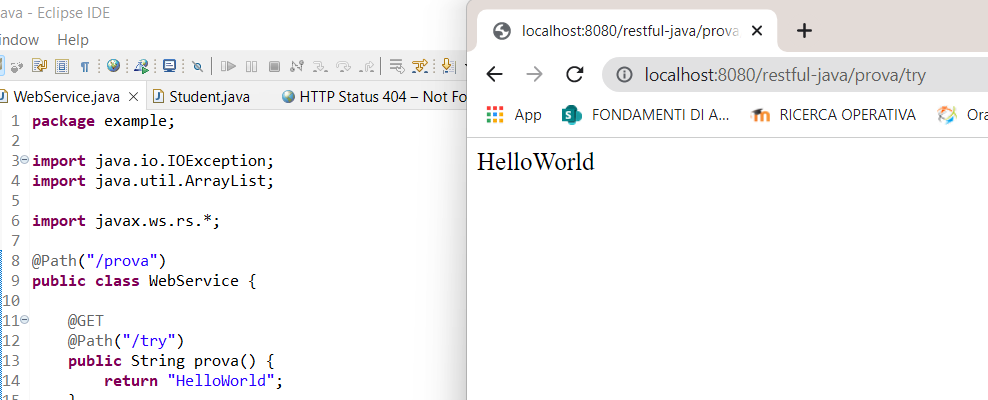 ava - Eclipse IDE
indow Help
WebService.java
Student.java
HTTP Status 404 – Not Fo
1 package example;
2
3 import java.io.IOException;
4 import java.util.ArrayList;
5
6 import javax.ws.rs.*;
7
8 @Path("/prova")
9 public class WebService {
10
11 @GET
12 @Path("/try")
13 public String prova() {
14 return "HelloWorld";
15 }
localhost:8080/restful-java/prova
localhost:8080/restful-java/prova/try
App FONDAMENTI DI A... RICERCA OPERATIVA Ora
HelloWorld